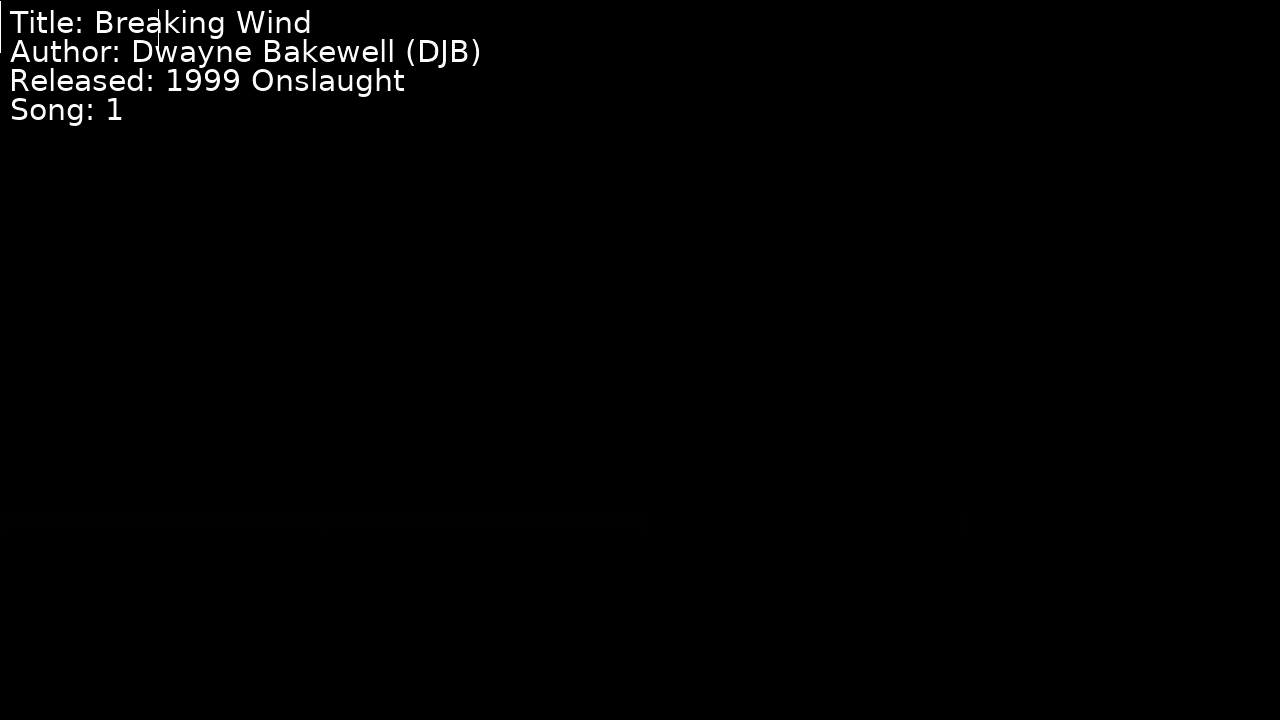 Title: Breaking Wind
Author: Dwayne Bakewell (DJB)
Released: 1999 Onslaught
Song: 1